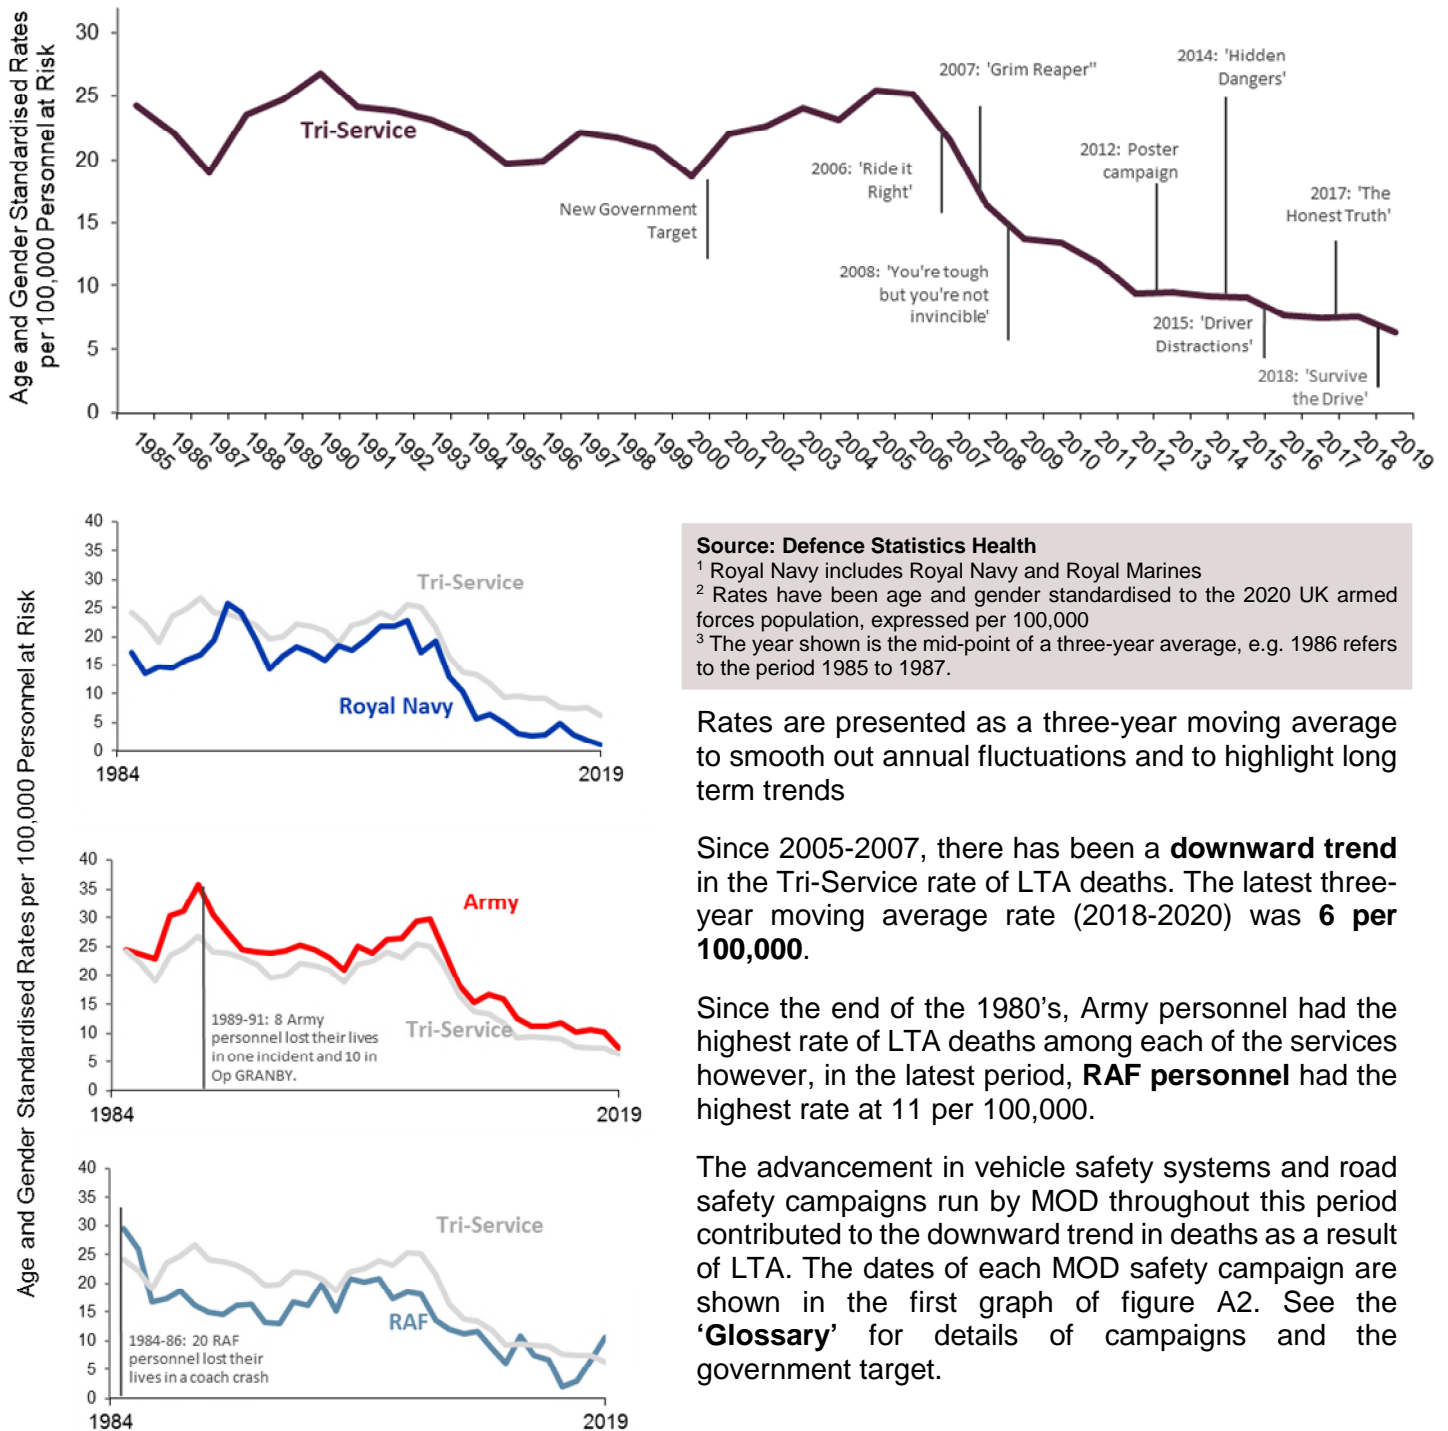 Age and Gender Standardised Rates
per 100,000 Personnel at Risk
30
25
20
15
10
5
0
Tri-Service
New Government
Target
2006: 'Ride it
Right'
2007: 'Grim Reaper"
2008: 'You're tough
but you're not
invincible'
2012: Poster
campaign
2014: 'Hidden
Dangers'
2015: 'Driver
Distractions'
2017: 'The
Honest Truth'
2018: 'Survive
the Drive'
1985
1986
1987
1988
1989
1990
1991
1992
1993
1994
1995
1996
1997
1998
1999
2000
2001
2002
2003
2004
2005
2006
2007
2008
2009
2010
2011
2012
2013
2014
2015
2016
2017
2018
2019
Age and Gender Standardised Rates per 100,000 Personnel at Risk
40
35
30
25
20
15
10
5
0
Tri-Service
Royal Navy
1984
2019
40
35
30
25
20
15
10
5
0
Army
1989-91: 8 Army
personnel lost their lives
in one incident and 10 in
Op GRANBY.
Tri-Service
1984
2019
40
35
30
25
20
15
10
5
0
Tri-Service
RAF
1984-86: 20 RAF
personnel lost their
lives in a coach crash
1984
2019
Source: Defence Statistics Health
¹ Royal Navy includes Royal Navy and Royal Marines
² Rates have been age and gender standardised to the 2020 UK armed
forces population, expressed per 100,000
³ The year shown is the mid-point of a three-year average, e.g. 1986 refers
to the period 1985 to 1987.
Rates are presented as a three-year moving average
to smooth out annual fluctuations and to highlight long
term trends
Since 2005-2007, there has been a downward trend
in the Tri-Service rate of LTA deaths. The latest three-
year moving average rate (2018-2020) was 6 per
100,000.
Since the end of the 1980's, Army personnel had the
highest rate of LTA deaths among each of the services
however, in the latest period, RAF personnel had the
highest rate at 11 per 100,000.
The advancement in vehicle safety systems and road
safety campaigns run by MOD throughout this period
contributed to the downward trend in deaths as a result
of LTA. The dates of each MOD safety campaign are
shown in the first graph of figure A2. See the
‘Glossary’ for details of campaigns and the
government target.